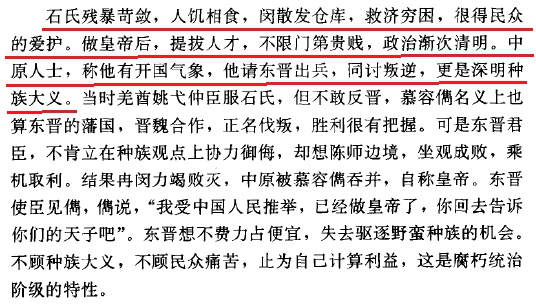 石氏残暴苛敛，人饥相食，闵散发仓库，救济穷困，很得民众
的爱护。做皇帝后，提拔人才，不限门第贵贱，政治渐次清明。中
原人士，称他有开国气象，他请东晋出兵，同讨叛逆，更是深明种
族大义。当时羌酋姚弋仲臣服石氏，但不敢反晋，慕容儁名义上也
算东晋的藩国，晋魏合作，正名伐叛，胜利很有把握。可是东晋君
臣，不肯立在种族观点上协力御侮，却想陈师边境，坐观成败，乘
机取利。结果冉闵力竭败灭，中原被慕容儁吞并，自称皇帝。东晋
使臣见儁，儁说，“我受中国人民推举，已经做皇帝了，你回去告诉
你们的天子吧”。东晋想不费力占便宜，失去驱逐野蛮种族的机会。
不顾种族大义，不顾民众痛苦，止为自己计算利益，这是腐朽统治
阶级的特性。